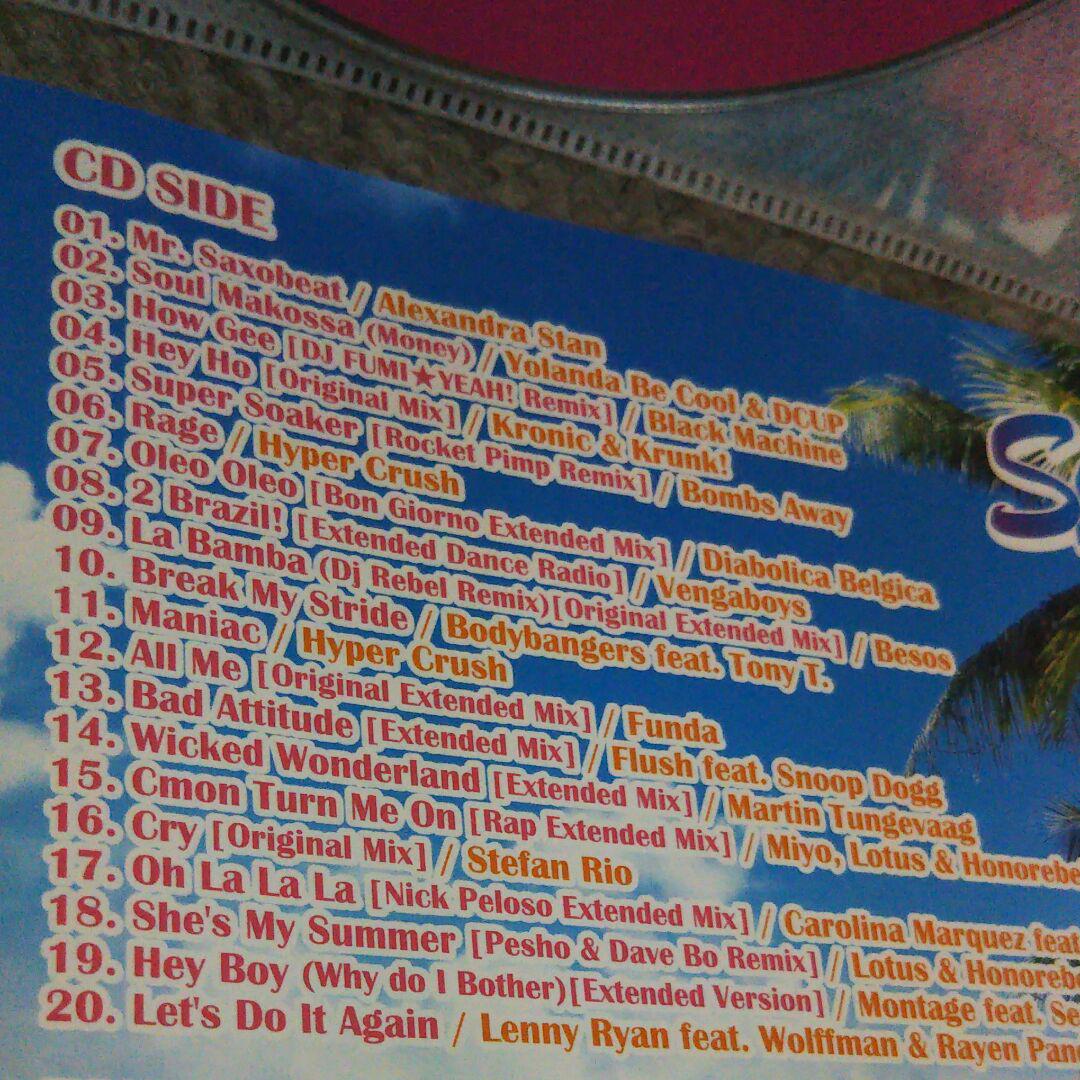 CD SIDE
01. Mr. Saxobeat / Alexandra Stan
02. Soul Makossa (Money) / Yolanda Be Cool & DCUP
03. How Gee [DJ FUMI★YEAH! Remix] / Black Machine
04. Hey Ho [Original Mix] / Kronic & Krunk!
05. Super Soaker [Rocket Pimp Remix] / Bombs Away
06. Rage / Hyper Crush
07. Oleo Oleo [Bon Giorno Extended Mix] / Diabolica Belgica
08. 2 Brazil! [Extended Dance Radio] / Vengaboys
09. La Bamba (Dj Rebel Remix)[Original Extended Mix] / Besos
10. Break My Stride / Bodybangers feat. Tony T.
11. Maniac / Hyper Crush
12. All Me [Original Extended Mix] / Funda
13. Bad Attitude [Extended Mix] / Flush feat. Snoop Dogg
14. Wicked Wonderland [Extended Mix] / Martin Tungevaag
15. Cmon Turn Me On [Rap Extended Mix] / Miyo, Lotus &
16. Cry [Original Mix] / Stefan Rio
17. Oh La La La [Nick Peloso Extended Mix] / Carolina Marquez
18. She's My Summer [Pesho & Dave Bo Remix] / Lotus &
19. Hey Boy (Why do I Bother)[Extended Version] / Montage feat.
20. Let's Do It Again / Lenny Ryan feat. Wolffman & Rayen